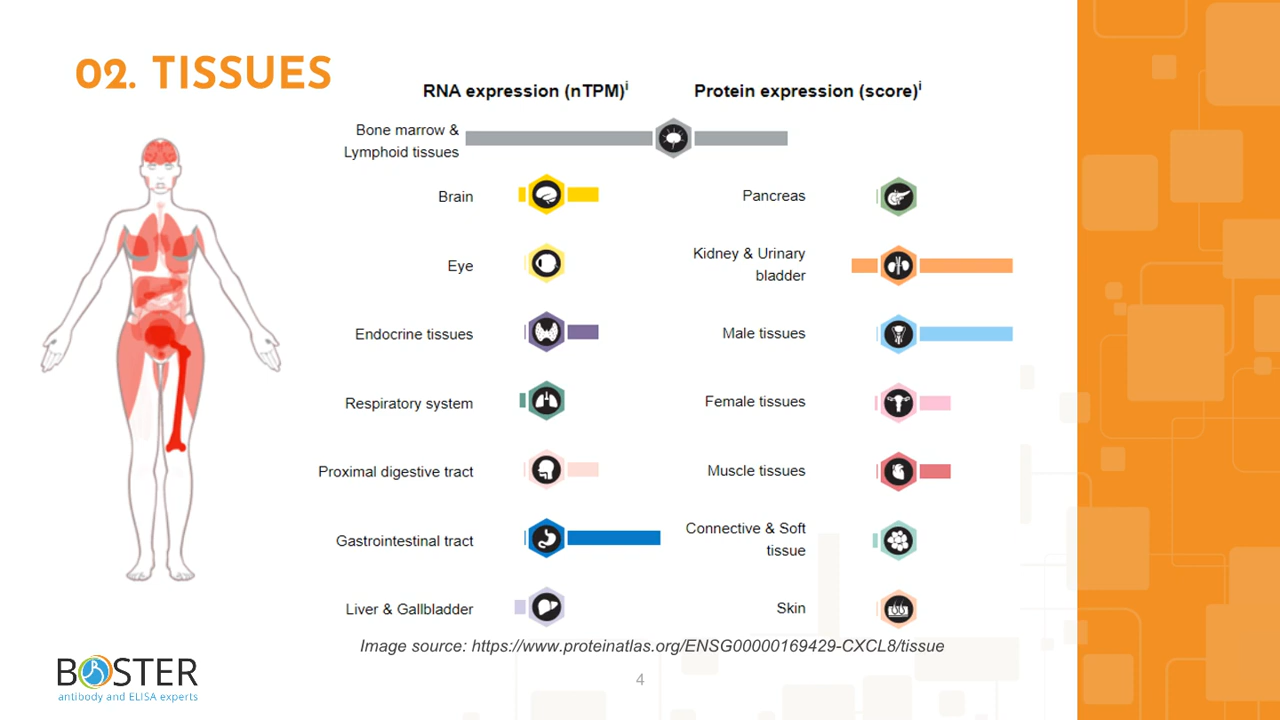 02. TISSUES
RNA expression (nTPM)i
Protein expression (score)i
Bone marrow &
Lymphoid tissues
Brain
Pancreas
Eye
Kidney & Urinary
bladder
Endocrine tissues
Male tissues
Respiratory system
Female tissues
Proximal digestive tract
Muscle tissues
Gastrointestinal tract
Connective & Soft
tissue
Liver & Gallbladder
Skin
Image source: https://www.proteinatlas.org/ENSG00000169429-CXCL8/tissue
BOSTER
antibody and ELISA experts
4